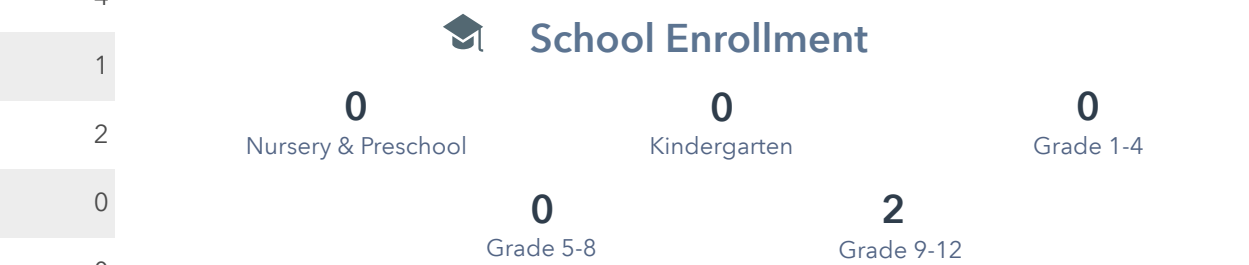 School Enrollment
1
0 0 0
2
Nursery & Preschool Kindergarten Grade 1-4
0
0 2
Grade 5-8 Grade 9-12